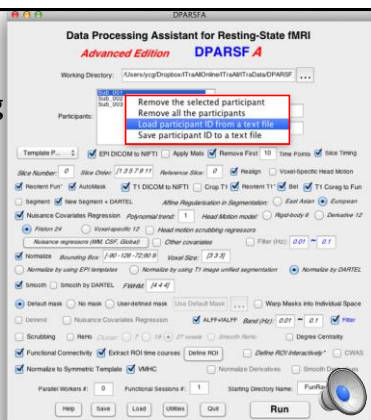 DPARSFA
Data Processing Assistant for Resting-State fMRI
Advanced Edition DPARSF A
Working Directory: /Users/ycg/Dropbox/ITraAllOnline/ITraAll/ITraData/DPARSF ...
Participants:
Sub_001
Sub_002
Sub_003
Remove the selected participant
Remove all the participants
Load participant ID from a text file
Save participant ID to a text file
Template P... EPI DICOM to NIFTI Apply Mats Remove First 10 Time Points Slice Timing
Slice Number: 0 Slice Order: [1 3 5 7 9 11 Reference Slice: 0 Realign Voxel-Specific Head Motion
Reorient Fun* AutoMask T1 DICOM to NIFTI Crop T1 Reorient T1* Bet T1 Coreg to Fun
Segment New Segment + DARTEL Affine Regularisation in Segmentation: East Asian European
Nuisance Covariates Regression Polynomial trend: 1 Head Motion model: Rigid-body 6 Derivative 12
Friston 24 Voxel-specific 12 Head motion scrubbing regressors
Nuisance regressors (WM, CSF, Global) Other covariates Filter (Hz): 0.01 ~ 0.1
Normalize Bounding Box: [-90 -126 -72;90 9 Voxel Size: [3 3 3]
Normalize by using EPI templates Normalize by using T1 image unified segmentation Normalize by DARTEL
Smooth Smooth by DARTEL FWHM: [4 4 4]
Default mask No mask User-defined mask Use Default Mask ... Warp Masks into Individual Space
Detrend Nuisance Covariates Regression ALFF+fALFF Band (Hz): 0.01 ~ 0.1 Filter
Scrubbing ReHo Cluster: 7 19 27 voxels Smooth ReHo Degree Centrality
Functional Connectivity Extract ROI time courses Define ROI Define ROI Interactively* CWAS
Normalize to Symmetric Template VMHC Normalize Derivatives Smooth
Parallel Workers #: 0 Functional Sessions #: 1 Starting Directory Name:
Help Save Load Utilities Quit Run